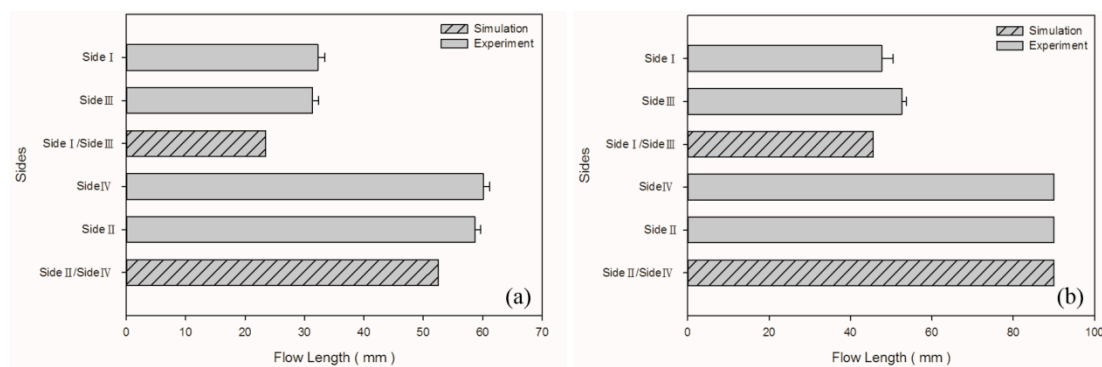 Simulation
Experiment
Side Ⅰ
Side Ⅲ
Side Ⅰ/Side Ⅲ
Side Ⅳ
Side Ⅱ
Side Ⅱ/Side Ⅳ
Sides
(a)
0 10 20 30 40 50 60 70
Flow Length ( mm )
Simulation
Experiment
Side Ⅰ
Side Ⅲ
Side Ⅰ/Side Ⅲ
Side Ⅳ
Side Ⅱ
Side Ⅱ/Side Ⅳ
Sides
(b)
0 20 40 60 80 100
Flow Length ( mm )